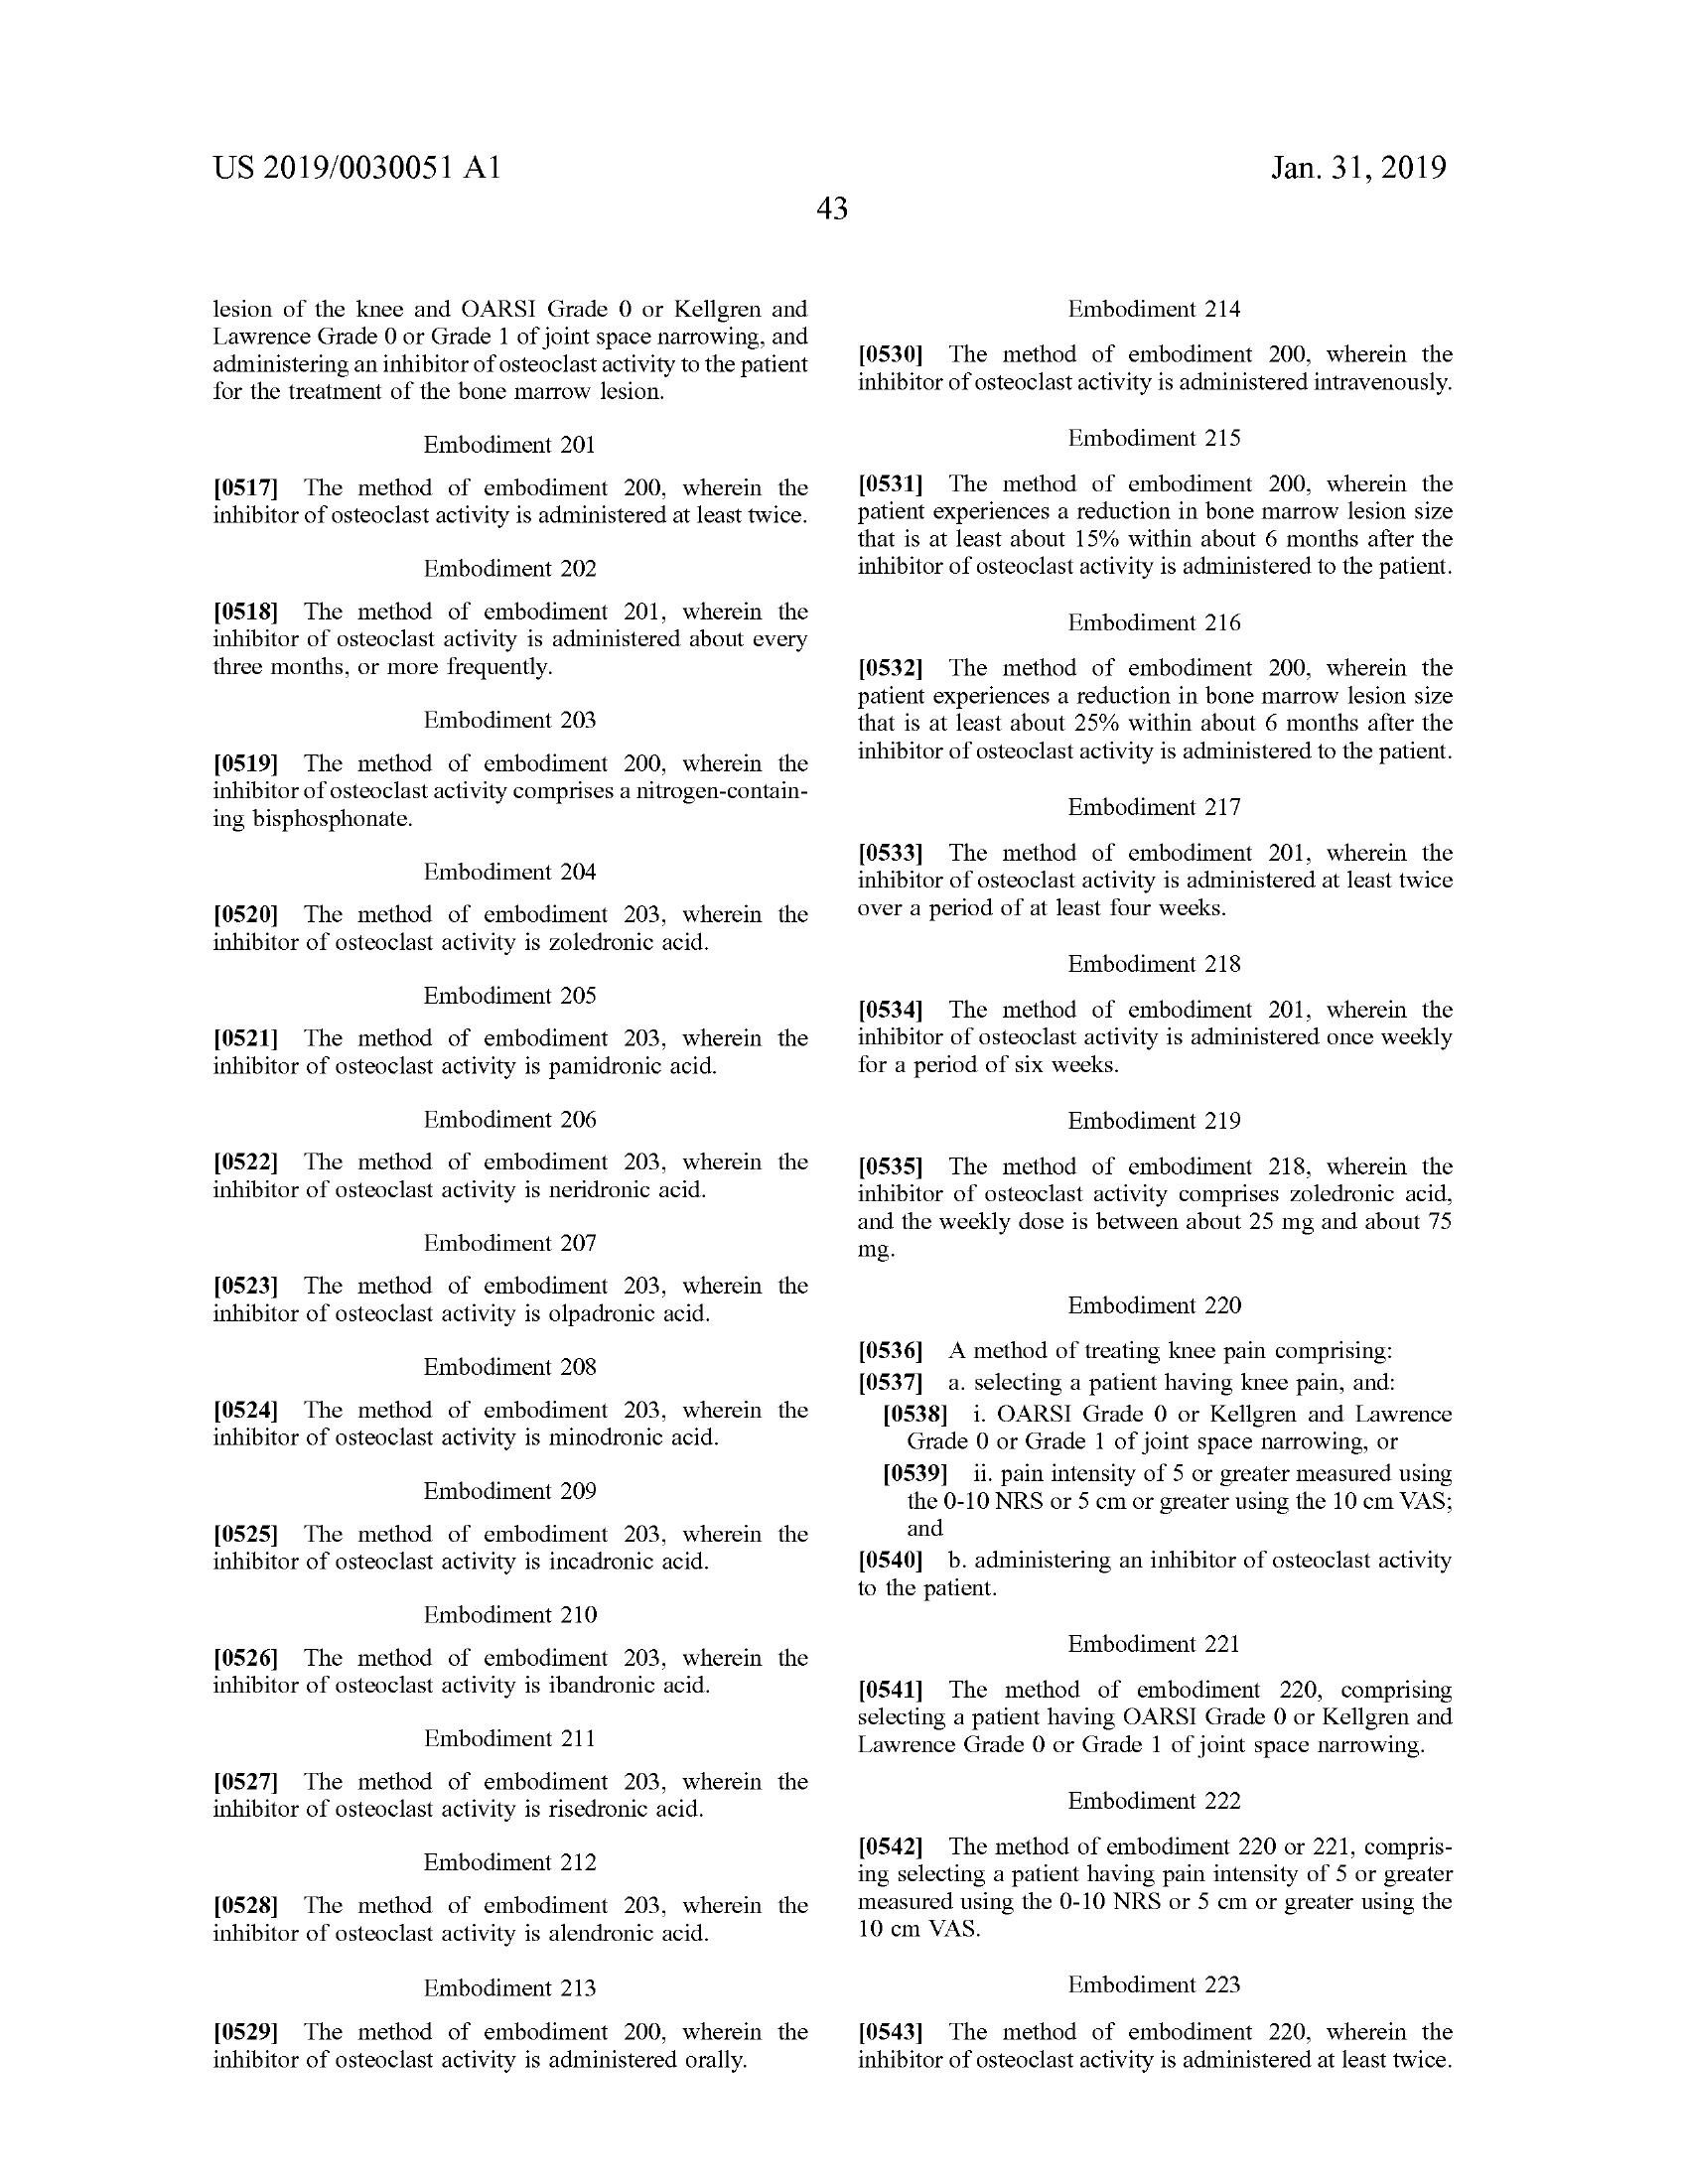 US 2019/0030051 A1
Jan. 31, 2019
43
lesion of the knee and OARSI Grade 0 or Kellgren and
Lawrence Grade 0 or Grade 1 of joint space narrowing, and
administering an inhibitor of osteoclast activity to the patient
for the treatment of the bone marrow lesion.
Embodiment 201
[0517] The method of embodiment 200, wherein the
inhibitor of osteoclast activity is administered at least twice.
Embodiment 202
[0518] The method of embodiment 201, wherein the
inhibitor of osteoclast activity is administered about every
three months, or more frequently.
Embodiment 203
[0519] The method of embodiment 200, wherein the
inhibitor of osteoclast activity comprises a nitrogen-contain-
ing bisphosphonate.
Embodiment 204
[0520] The method of embodiment 203, wherein the
inhibitor of osteoclast activity is zoledronic acid.
Embodiment 205
[0521] The method of embodiment 203, wherein the
inhibitor of osteoclast activity is pamidronic acid.
Embodiment 206
[0522] The method of embodiment 203, wherein the
inhibitor of osteoclast activity is neridronic acid.
Embodiment 207
[0523] The method of embodiment 203, wherein the
inhibitor of osteoclast activity is olpadronic acid.
Embodiment 208
[0524] The method of embodiment 203, wherein the
inhibitor of osteoclast activity is minodronic acid.
Embodiment 209
[0525] The method of embodiment 203, wherein the
inhibitor of osteoclast activity is incadronic acid.
Embodiment 210
[0526] The method of embodiment 203, wherein the
inhibitor of osteoclast activity is ibandronic acid.
Embodiment 211
[0527] The method of embodiment 203, wherein the
inhibitor of osteoclast activity is risedronic acid.
Embodiment 212
[0528] The method of embodiment 203, wherein the
inhibitor of osteoclast activity is alendronic acid.
Embodiment 213
[0529] The method of embodiment 200, wherein the
inhibitor of osteoclast activity is administered orally.
Embodiment 214
[0530] The method of embodiment 200, wherein the
inhibitor of osteoclast activity is administered intravenously.
Embodiment 215
[0531] The method of embodiment 200, wherein the
patient experiences a reduction in bone marrow lesion size
that is at least about 15% within about 6 months after the
inhibitor of osteoclast activity is administered to the patient.
Embodiment 216
[0532] The method of embodiment 200, wherein the
patient experiences a reduction in bone marrow lesion size
that is at least about 25% within about 6 months after the
inhibitor of osteoclast activity is administered to the patient.
Embodiment 217
[0533] The method of embodiment 201, wherein the
inhibitor of osteoclast activity is administered at least twice
over a period of at least four weeks.
Embodiment 218
[0534] The method of embodiment 201, wherein the
inhibitor of osteoclast activity is administered once weekly
for a period of six weeks.
Embodiment 219
[0535] The method of embodiment 218, wherein the
inhibitor of osteoclast activity comprises zoledronic acid,
and the weekly dose is between about 25 mg and about 75
mg.
Embodiment 220
[0536] A method of treating knee pain comprising:
[0537] a. selecting a patient having knee pain, and:
[0538] i. OARSI Grade 0 or Kellgren and Lawrence
Grade 0 or Grade 1 of joint space narrowing, or
[0539] ii. pain intensity of 5 or greater measured using
the 0-10 NRS or 5 cm or greater using the 10 cm VAS;
and
[0540] b. administering an inhibitor of osteoclast activity
to the patient.
Embodiment 221
[0541] The method of embodiment 220, comprising
selecting a patient having OARSI Grade 0 or Kellgren and
Lawrence Grade 0 or Grade 1 of joint space narrowing.
Embodiment 222
[0542] The method of embodiment 220 or 221, compris-
ing selecting a patient having pain intensity of 5 or greater
measured using the 0-10 NRS or 5 cm or greater using the
10 cm VAS.
Embodiment 223
[0543] The method of embodiment 220, wherein the
inhibitor of osteoclast activity is administered at least twice.